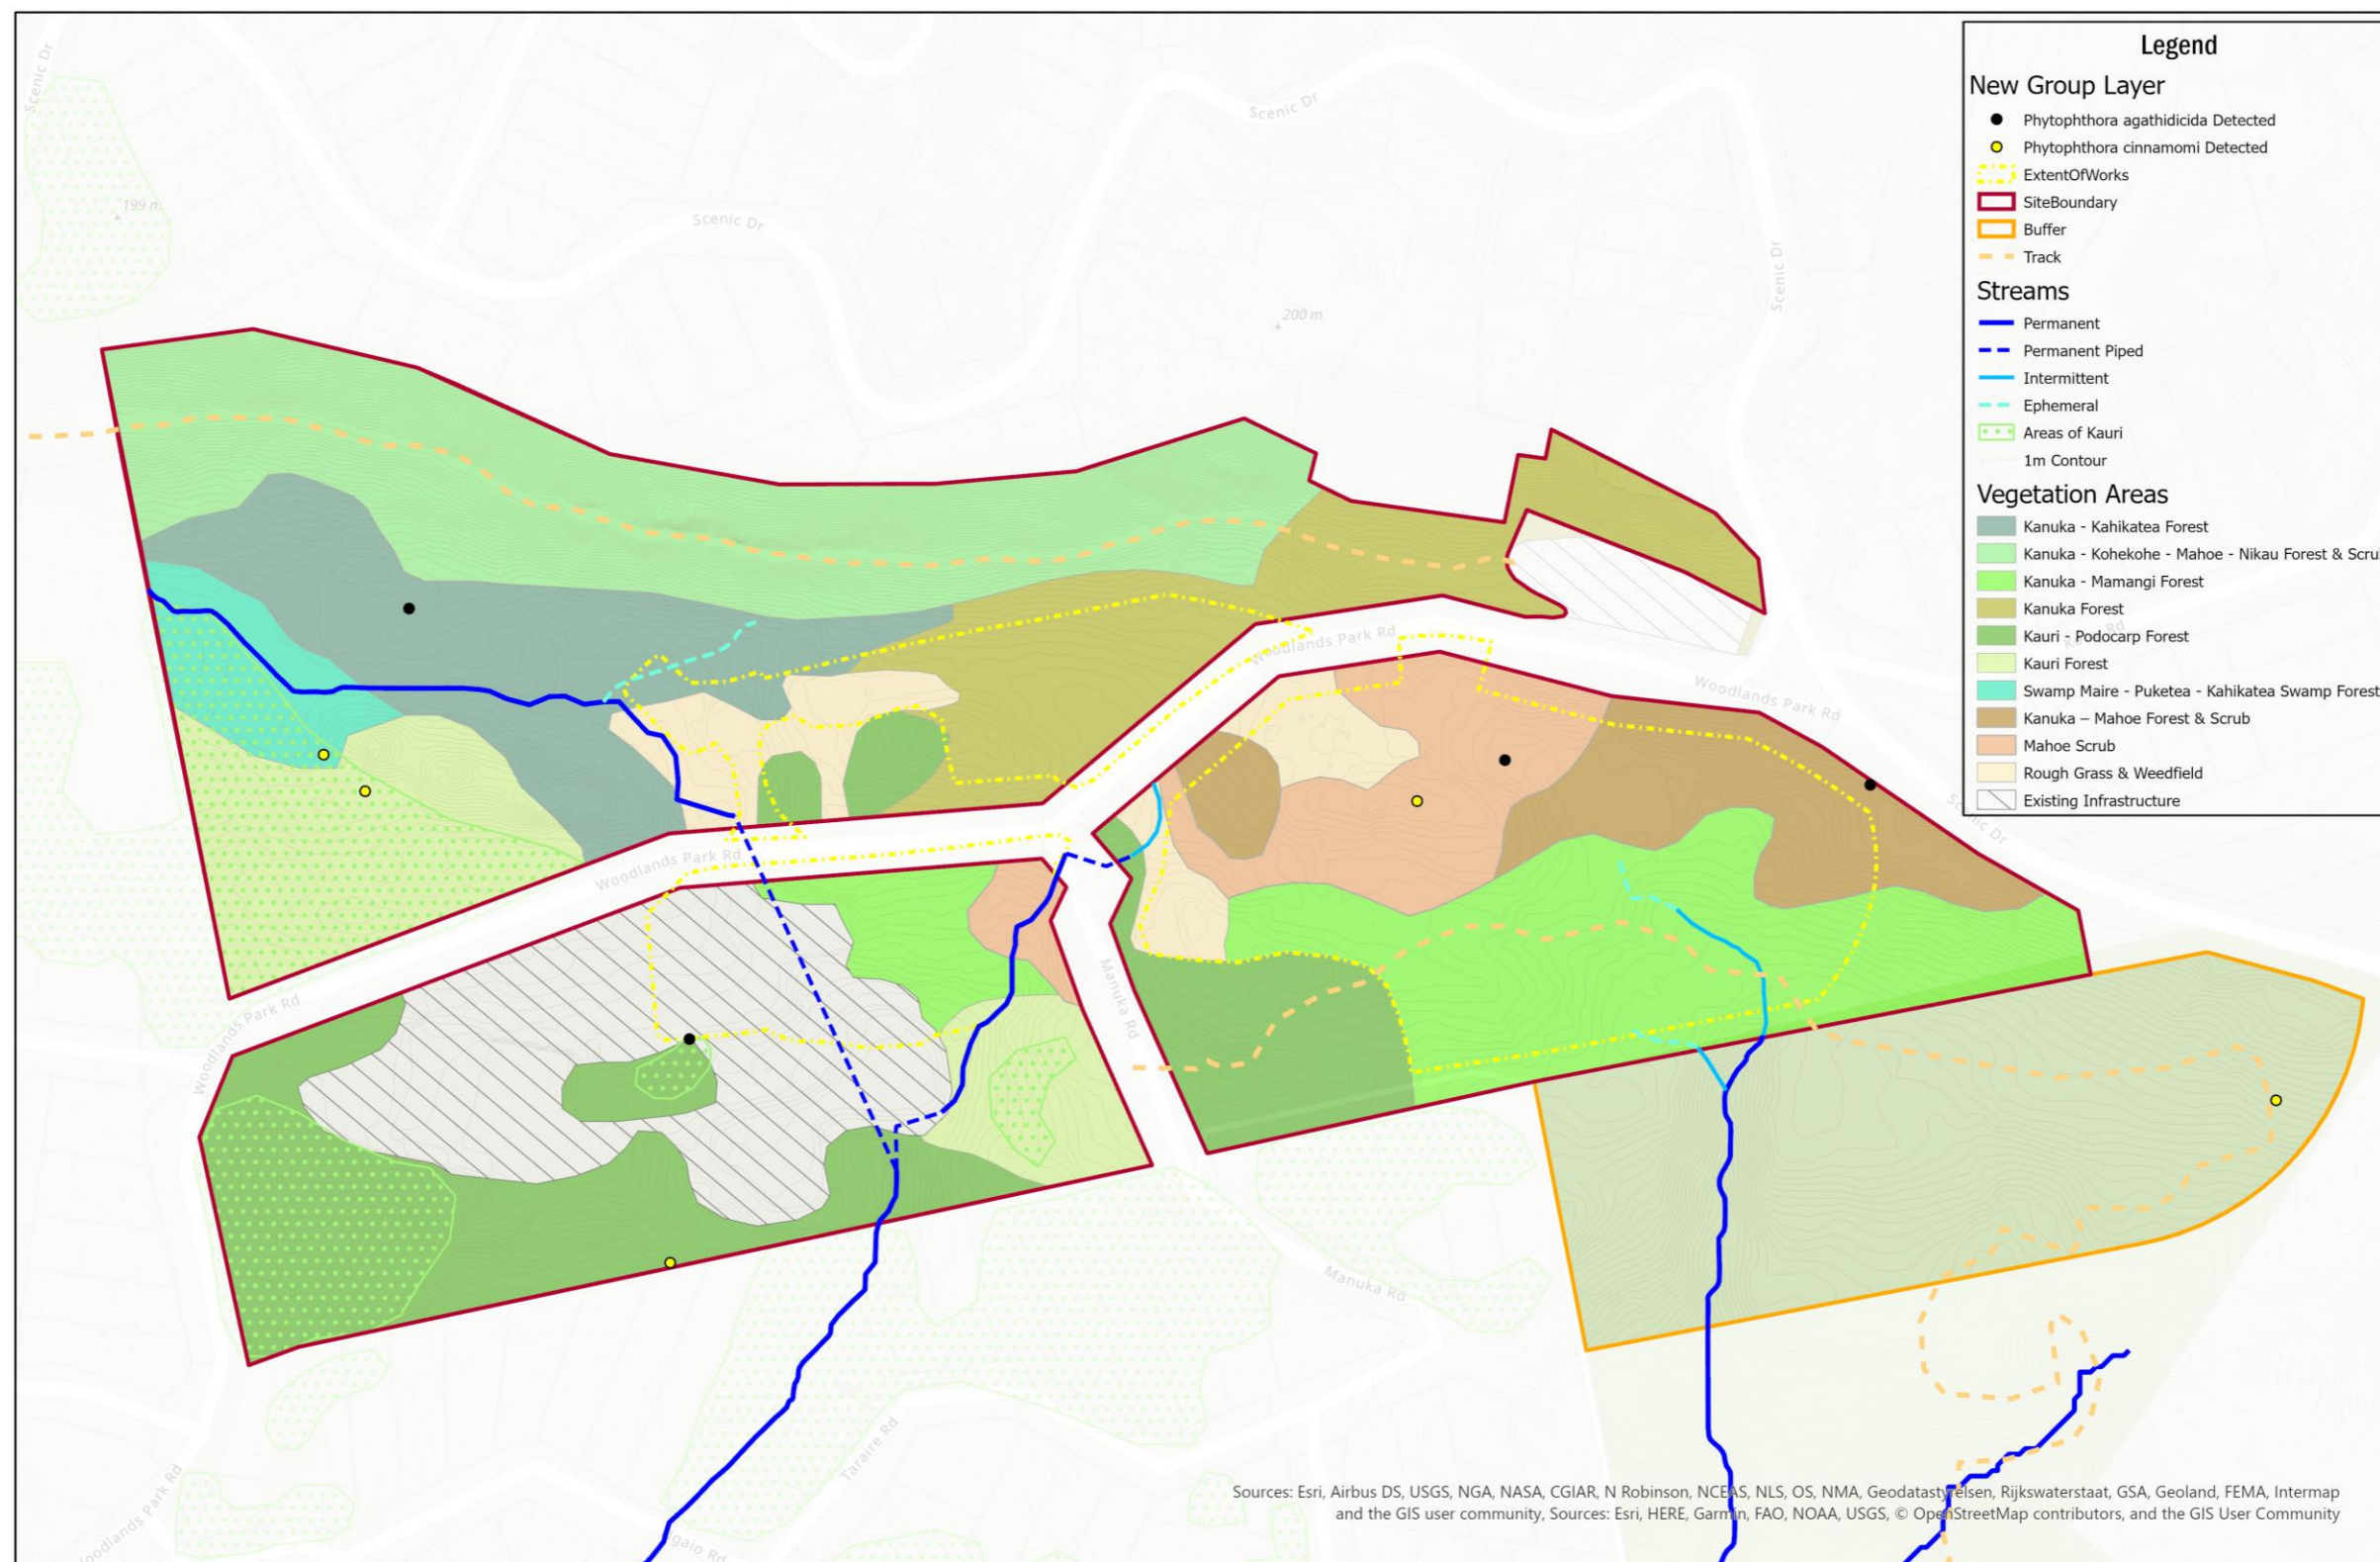 Scenic Dr
199 m
Scenic Dr
Scenic Dr
200 m
Scenic Dr
Woodlands Park Rd
Woodlands Park Rd
Rd
Scenic Dr
Woodlands Park Rd
Woodlands Park Rd
Manuka Rd
Manuka Rd
Taraire Rd
oodlands Park Rd
gaio Rd
Legend
New Group Layer
Phytophthora agathidicida Detected
Phytophthora cinnamomi Detected
ExtentOfWorks
SiteBoundary
Buffer
Track
Streams
Permanent
Permanent Piped
Intermittent
Ephemeral
Areas of Kauri
1m Contour
Vegetation Areas
Kanuka - Kahikatea Forest
Kanuka - Kohekohe - Mahoe - Nikau Forest & Scru
Kanuka - Mamangi Forest
Kanuka Forest
Kauri - Podocarp Forest
Kauri Forest
Swamp Maire - Puketea - Kahikatea Swamp Forest
Kanuka – Mahoe Forest & Scrub
Mahoe Scrub
Rough Grass & Weedfield
Existing Infrastructure
Sources: Esri, Airbus DS, USGS, NGA, NASA, CGIAR, N Robinson, NCEAS, NLS, OS, NMA, Geodatastyrelsen, Rijkswaterstaat, GSA, Geoland, FEMA, Intermap
and the GIS user community, Sources: Esri, HERE, Garmin, FAO, NOAA, USGS, © OpenStreetMap contributors, and the GIS User Community